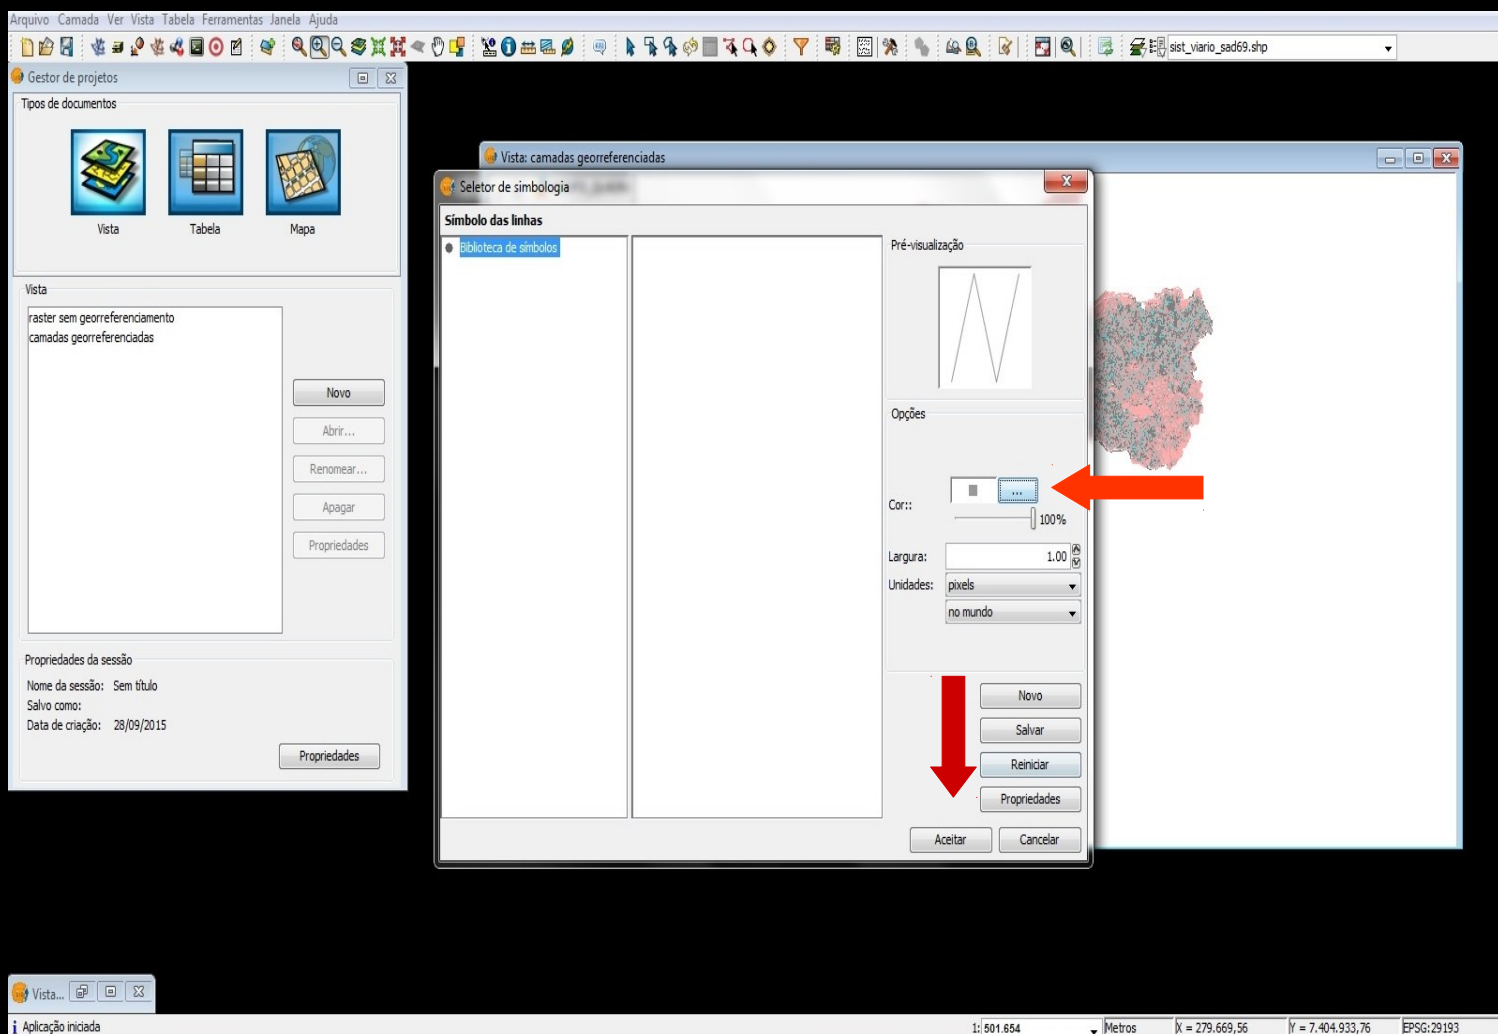 Arquivo Camada Ver Vista Tabela Ferramentas Janela Ajuda
sist_viario_sad69.shp
Gestor de projetos
Tipos de documentos
Vista Tabela Mapa
Vista
raster sem georreferenciamento
camadas georreferenciadas
Novo
Abrir...
Renomear...
Apagar
Propriedades
Propriedades da sessão
Nome da sessão: Sem título
Salvo como:
Data de criação: 28/09/2015
Propriedades
Vista: camadas georreferenciadas
Seletor de simbologia
Símbolo das linhas
Biblioteca de símbolos
Pré-visualização
Opções
Cor::
...
100%
Largura: 1.00
Unidades: pixels
no mundo
Novo
Salvar
Reiniciar
Propriedades
Aceitar Cancelar
Vista...
Aplicação iniciada
1: 501.654 Metros X = 279.669,56 Y = 7.404.933,76 EPSG:29193